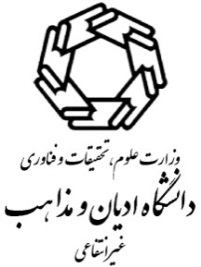 وزارت علوم، تحقیقات و فناوری
دانشگاه ادیان و مذاهب
غیرانتفاعی